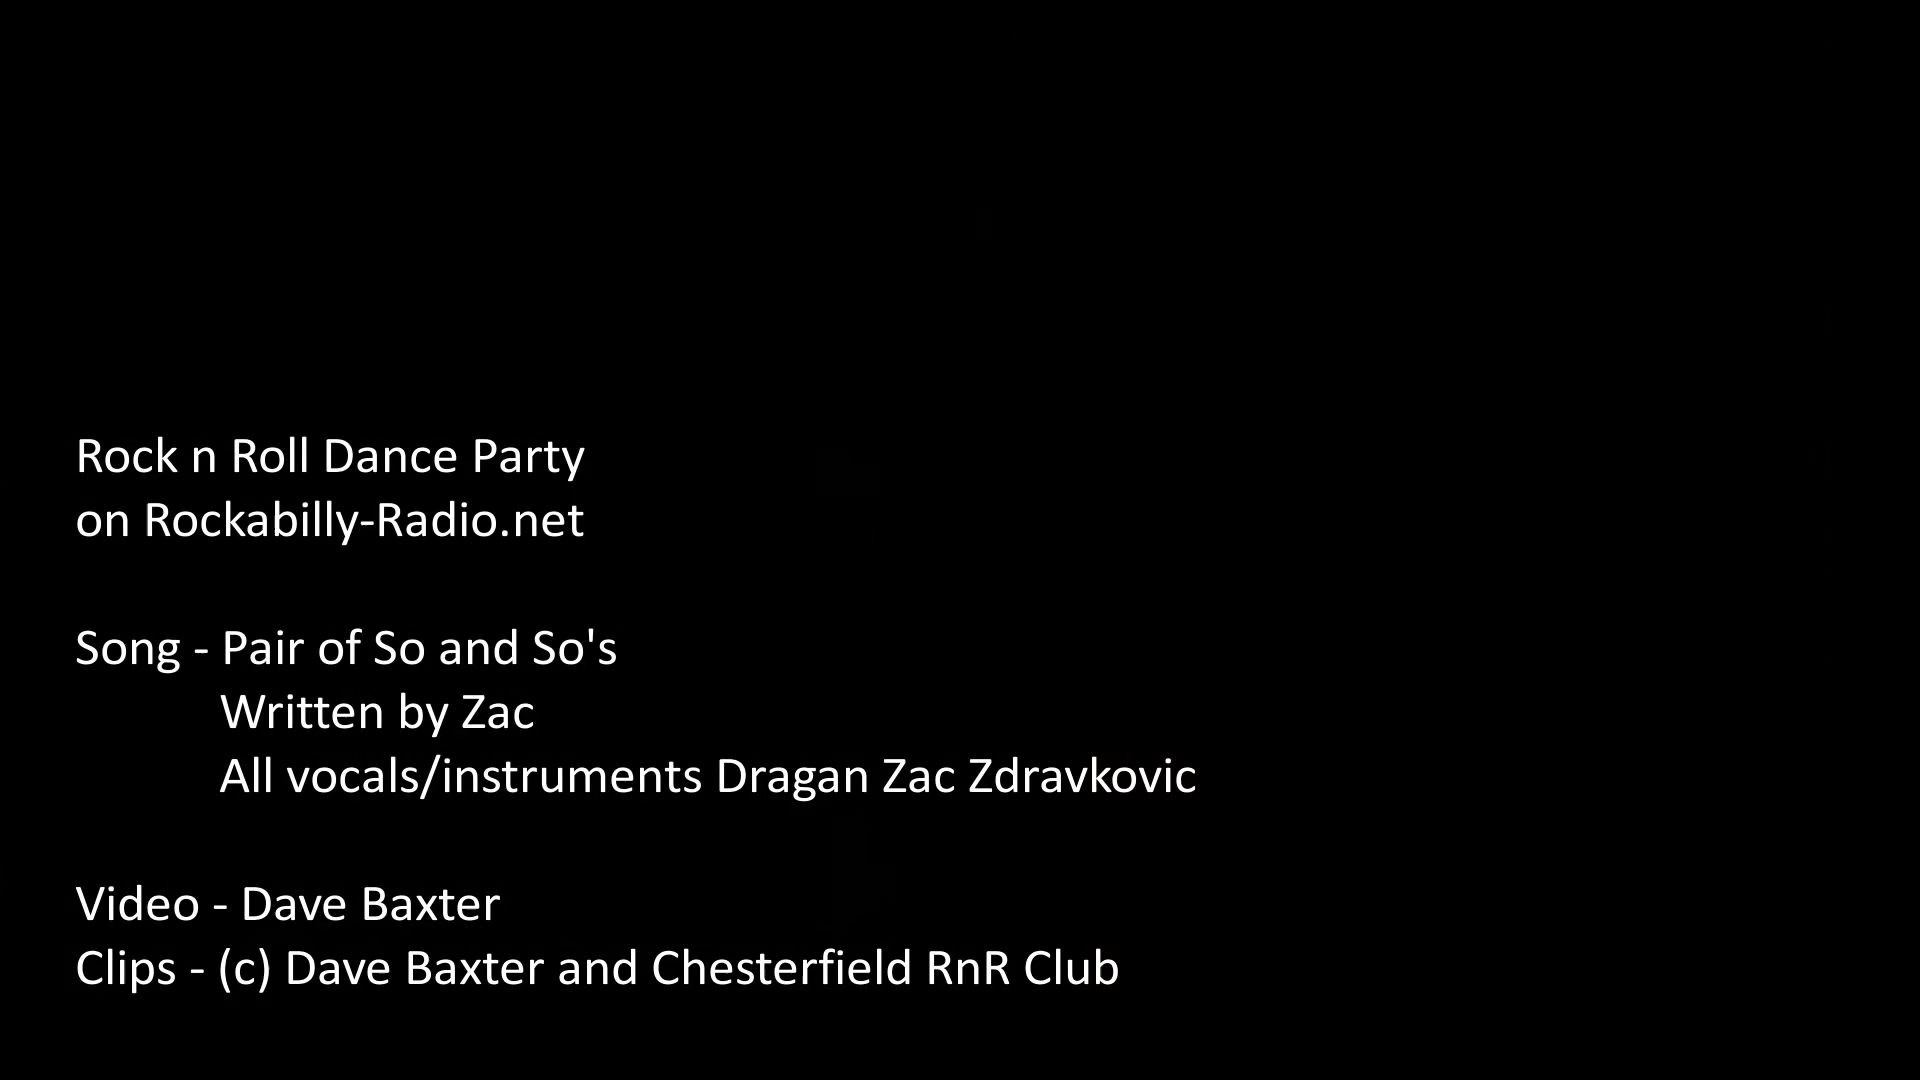 Rock n Roll Dance Party
on Rockabilly-Radio.net
Song - Pair of So and So's
Written by Zac
All vocals/instruments Dragan Zac Zdravkovic
Video - Dave Baxter
Clips - (c) Dave Baxter and Chesterfield RnR Club